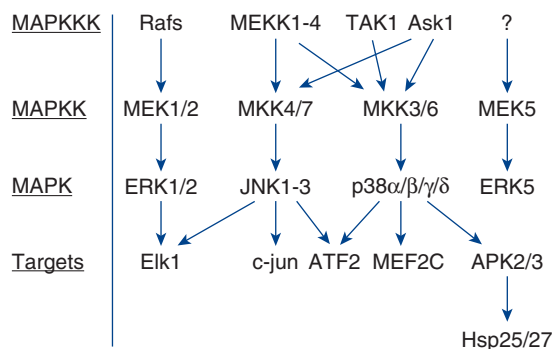 MAPKKK Rafs MEKK1-4 TAK1 Ask1 ?
MAPKK MEK1/2 MKK4/7 MKK3/6 MEK5
MAPK ERK1/2 JNK1-3 p38α/β/γ/δ ERK5
Targets Elk1 c-jun ATF2 MEF2C APK2/3
Hsp25/27